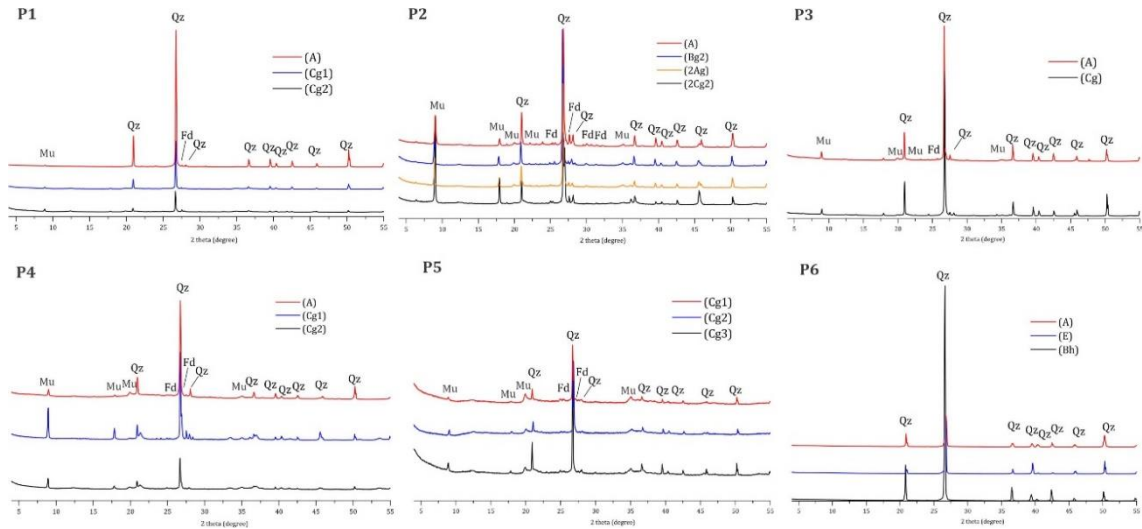 P1
Qz
(A)
(Cg1)
(Cg2)
Qz
Fd
Qz
Mu
Qz
Qz
Qz
Qz
Qz
Qz
5 10 15 20 25 30 35 40 45 50 55
2 theta (degree)
P2
Qz
(A)
(Bg2)
(2Ag)
(2Cg2)
Mu
Qz
Fd
Qz
Mu
Mu
Mu
Fd
Fd
Fd
Mu
Qz
Qz
Qz
Qz
Qz
Qz
5 10 15 20 25 30 35 40 45 50 55
2 theta (degree)
P3
Qz
(A)
(Cg)
Qz
Mu
Mu
Mu
Fd
Qz
Mu
Qz
Qz
Qz
Qz
Qz
Qz
5 10 15 20 25 30 35 40 45 50 55
2 theta (degree)
P4
Qz
(A)
(Cg1)
(Cg2)
Mu
Mu
Mu
Qz
Fd
Fd
Qz
Mu
Qz
Qz
Qz
Qz
Qz
Qz
5 10 15 20 25 30 35 40 45 50 55
2 theta (degree)
P5
Qz
(Cg1)
(Cg2)
(Cg3)
Mu
Mu
Mu
Qz
Fd
Fd
Qz
Mu
Qz
Qz
Qz
Qz
Qz
Qz
5 10 15 20 25 30 35 40 45 50 55
2 theta (degree)
P6
Qz
(A)
(E)
(Bh)
Qz
Qz
Qz
Qz
Qz
Qz
Qz
5 10 15 20 25 30 35 40 45 50 55
2 theta (degree)